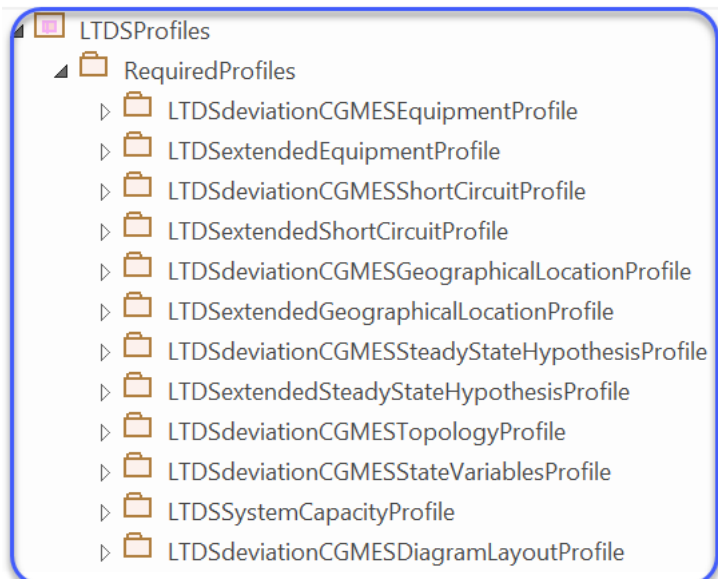 LTDSProfiles
RequiredProfiles
LTDSdeviationCGMESEquipmentProfile
LTDSextendedEquipmentProfile
LTDSdeviationCGMESShortCircuitProfile
LTDSextendedShortCircuitProfile
LTDSdeviationCGMESGeographicalLocationProfile
LTDSextendedGeographicalLocationProfile
LTDSdeviationCGMESSteadyStateHypothesisProfile
LTDSextendedSteadyStateHypothesisProfile
LTDSdeviationCGMESTopologyProfile
LTDSdeviationCGMESStateVariablesProfile
LTDSSystemCapacityProfile
LTDSdeviationCGMESDiagramLayoutProfile